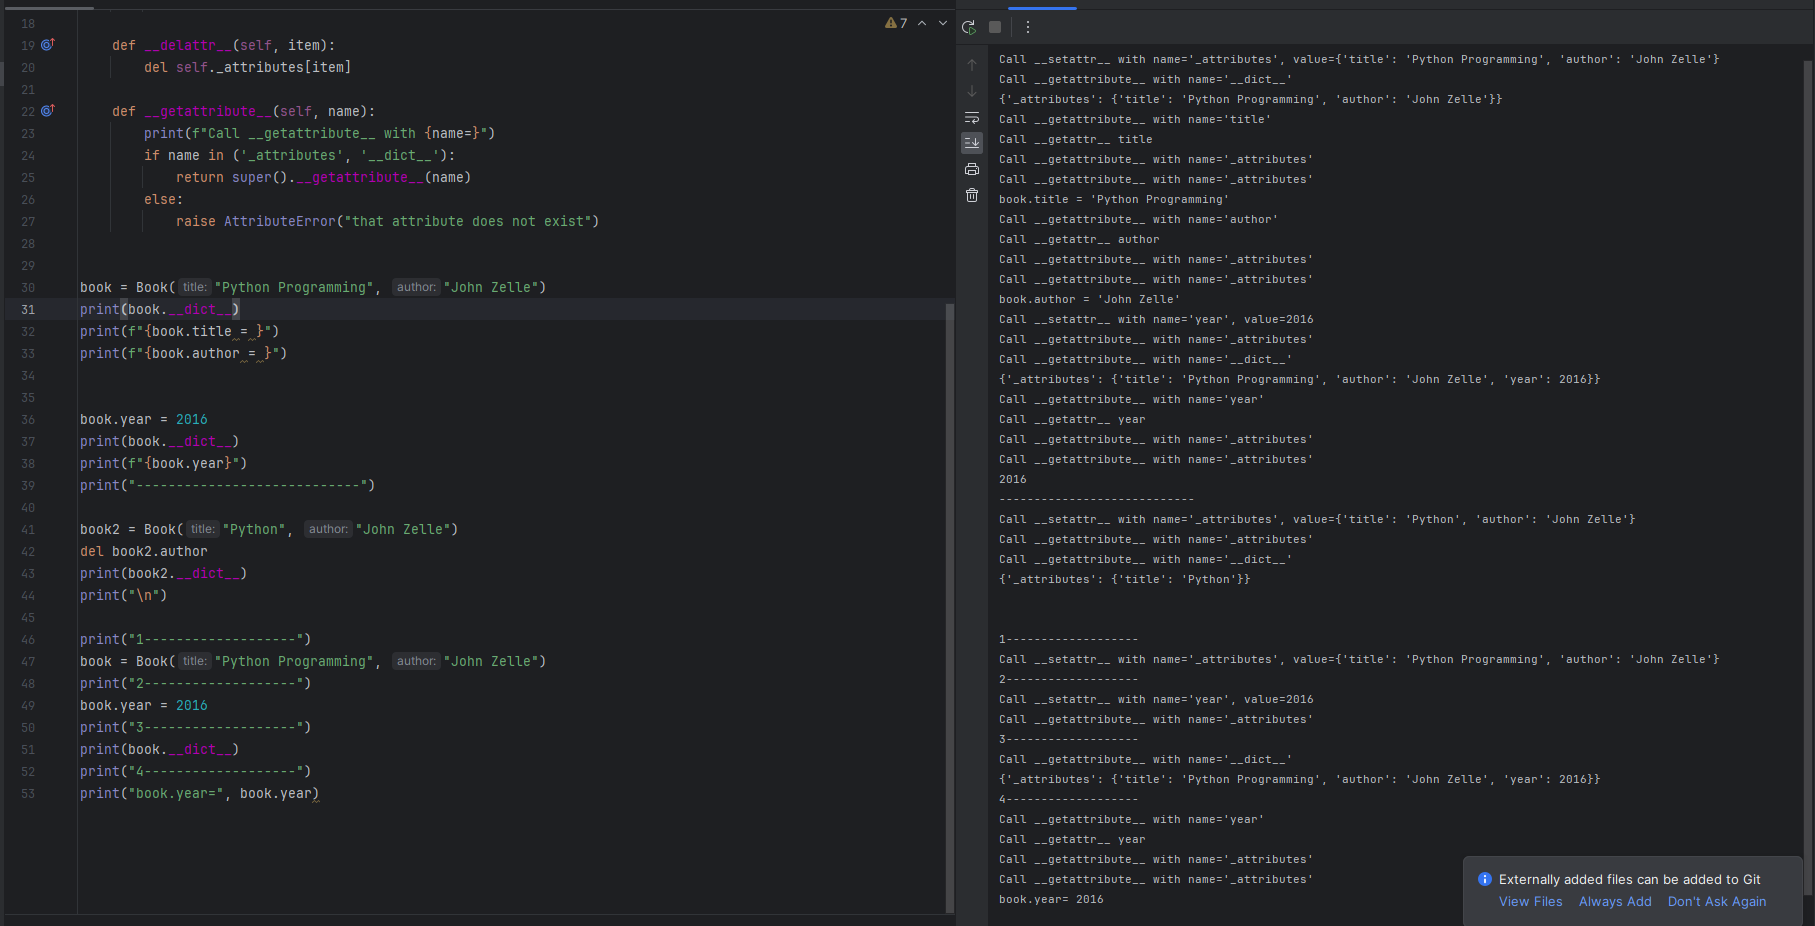 18
19 def __delattr__(self, item):
20 del self._attributes[item]
21
22 def __getattribute__(self, name):
23 print(f"Call __getattribute__ with {name=}")
24 if name in ('_attributes', '__dict__'):
25 return super().__getattribute__(name)
26 else:
27 raise AttributeError("that attribute does not exist")
28
29
30 book = Book( title: "Python Programming", author: "John Zelle")
31 print(book.__dict__)
32 print(f"{book.title = }")
33 print(f"{book.author = }")
34
35
36 book.year = 2016
37 print(book.__dict__)
38 print(f"{book.year}")
39 print("----------------------------")
40
41 book2 = Book( title: "Python", author: "John Zelle")
42 del book2.author
43 print(book2.__dict__)
44 print("\n")
45
46 print("1-------------------")
47 book = Book( title: "Python Programming", author: "John Zelle")
48 print("2-------------------")
49 book.year = 2016
50 print("3-------------------")
51 print(book.__dict__)
52 print("4-------------------")
53 print("book.year=", book.year)
7
Call __setattr__ with name='_attributes', value={'title': 'Python Programming', 'author': 'John Zelle'}
Call __getattribute__ with name='__dict__'
{'_attributes': {'title': 'Python Programming', 'author': 'John Zelle'}}
Call __getattribute__ with name='title'
Call __getattr__ title
Call __getattribute__ with name='_attributes'
Call __getattribute__ with name='_attributes'
book.title = 'Python Programming'
Call __getattribute__ with name='author'
Call __getattr__ author
Call __getattribute__ with name='_attributes'
Call __getattribute__ with name='_attributes'
book.author = 'John Zelle'
Call __setattr__ with name='year', value=2016
Call __getattribute__ with name='_attributes'
Call __getattribute__ with name='__dict__'
{'_attributes': {'title': 'Python Programming', 'author': 'John Zelle', 'year': 2016}}
Call __getattribute__ with name='year'
Call __getattr__ year
Call __getattribute__ with name='_attributes'
Call __getattribute__ with name='_attributes'
2016
----------------------------
Call __setattr__ with name='_attributes', value={'title': 'Python', 'author': 'John Zelle'}
Call __getattribute__ with name='_attributes'
Call __getattribute__ with name='__dict__'
{'_attributes': {'title': 'Python'}}
1-------------------
Call __setattr__ with name='_attributes', value={'title': 'Python Programming', 'author': 'John Zelle'}
2-------------------
Call __setattr__ with name='year', value=2016
Call __getattribute__ with name='_attributes'
3-------------------
Call __getattribute__ with name='__dict__'
{'_attributes': {'title': 'Python Programming', 'author': 'John Zelle', 'year': 2016}}
4-------------------
Call __getattribute__ with name='year'
Call __getattr__ year
Call __getattribute__ with name='_attributes'
Call __getattribute__ with name='_attributes'
book.year= 2016
Externally added files can be added to Git
View Files Always Add Don't Ask Again